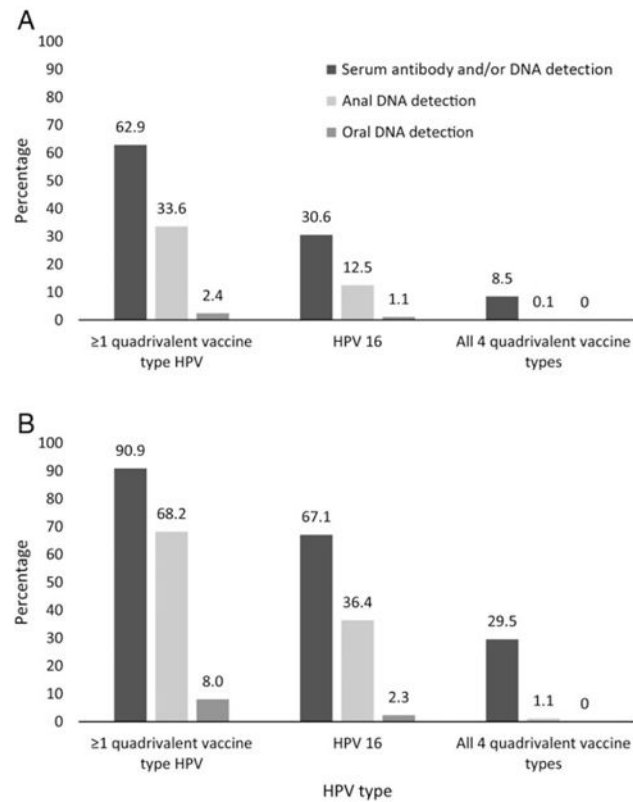 A
100
90
80
70
60
50
40
30
20
10
0
Percentage
Serum antibody and/or DNA detection
Anal DNA detection
Oral DNA detection
62.9
33.6
2.4
30.6
12.5
1.1
8.5
0.1
0
≥1 quadrivalent vaccine
type HPV
HPV 16
All 4 quadrivalent vaccine
types
B
100
90
80
70
60
50
40
30
20
10
0
Percentage
90.9
68.2
8.0
67.1
36.4
2.3
29.5
1.1
0
≥1 quadrivalent vaccine
type HPV
HPV 16
All 4 quadrivalent vaccine
types
HPV type